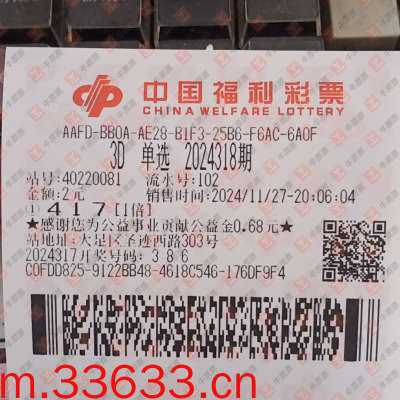 中国福利彩票
CHINA WELFARE LOTTERY
AAFD-BB0A-AE28-B1F3-25B6-F6AC-6A0F
3D 单选 2024318期
站号:40220081 流水号:102
金额:2元 销售时间:2024/11/27-20:06:04
1) 417 [1倍]
★感谢您为公益事业贡献公益金0.68元★
站地址:大足区圣迹西路303号
2024317开奖号码:3 8 6
C0FDD825-9122BB48-4618C546-176DF9F4
m.33633.cn